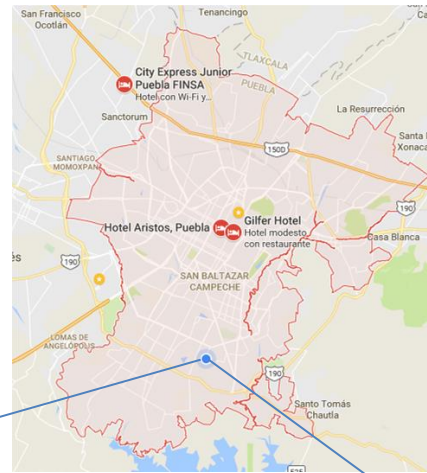 San Francisco
Ocotlán
Tenancingo
City Express Junior
Puebla FINSA
Hotel con Wi-Fi y...
TLAXCALA
PUEBLA
Sanctorum
La Resurrección
150D
Santa
Xonaca
SANTIAGO
MOMOXPAN
190
Gilfer Hotel
Hotel Aristos, Puebla
Hotel modesto
con restaurante
Casa Blanca
és
190
SAN BALTAZAR
CAMPECHE
LOMAS DE
ANGELÓPOLIS
190
Santo Tomás
Chautla